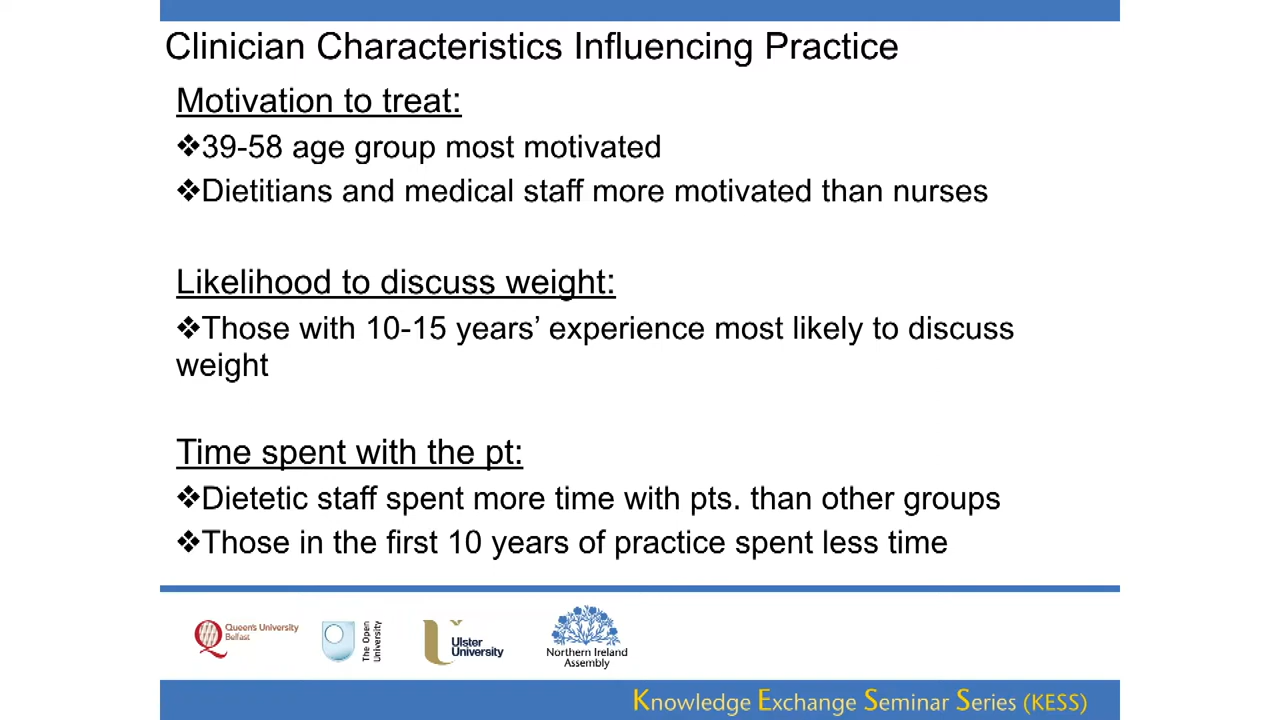 Clinician Characteristics Influencing Practice
Motivation to treat:
❖39-58 age group most motivated
❖Dietitians and medical staff more motivated than nurses
Likelihood to discuss weight:
❖Those with 10-15 years’ experience most likely to discuss
weight
Time spent with the pt:
❖Dietetic staff spent more time with pts. than other groups
❖Those in the first 10 years of practice spent less time
Queen's University
Belfast
The Open
University
Ulster
University
Northern Ireland
Assembly
Knowledge Exchange Seminar Series (KESS)